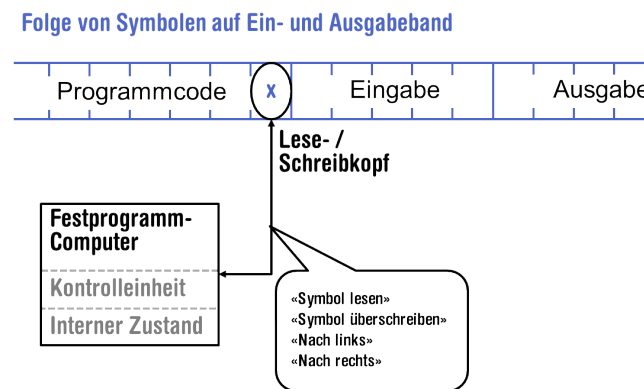 Folge von Symbolen auf Ein- und Ausgabeband
Programmcode x Eingabe Ausgabe
Lese- /
Schreibkopf
Festprogramm-
Computer
Kontrolleinheit
Interner Zustand
«Symbol lesen»
«Symbol überschreiben»
«Nach links»
«Nach rechts»